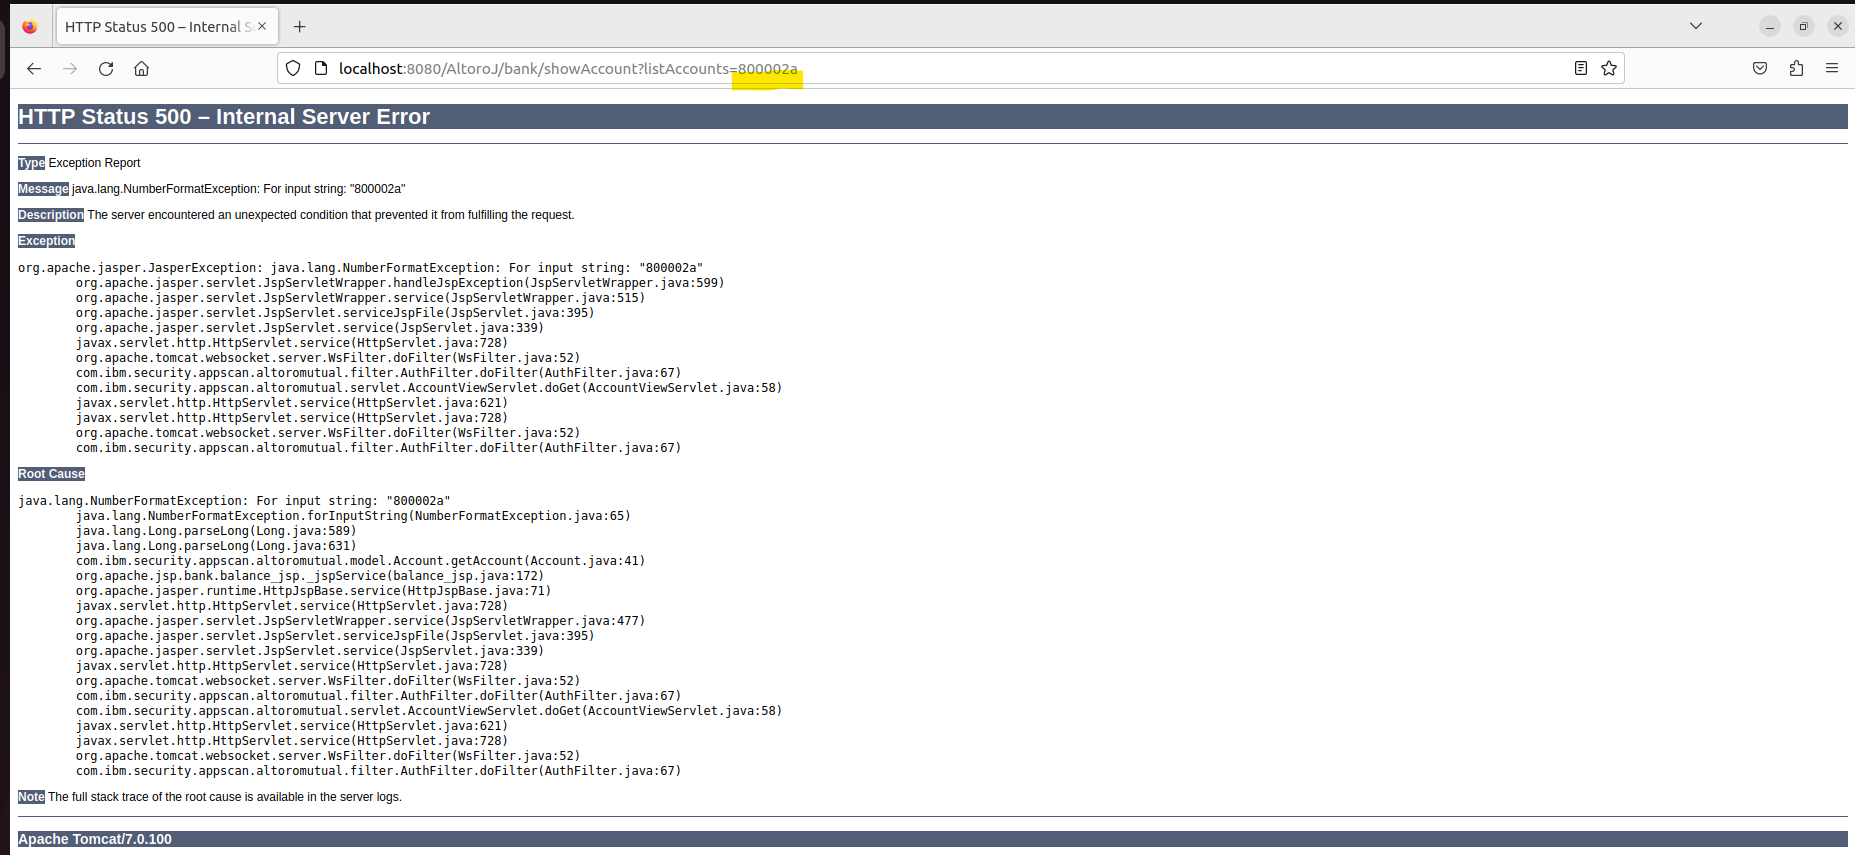 HTTP Status 500 – Internal S
localhost:8080/AltoroJ/bank/showAccount?listAccounts=800002a
HTTP Status 500 – Internal Server Error
Type Exception Report
Message java.lang.NumberFormatException: For input string: "800002a"
Description The server encountered an unexpected condition that prevented it from fulfilling the request.
Exception
org.apache.jasper.JasperException: java.lang.NumberFormatException: For input string: "800002a"
org.apache.jasper.servlet.JspServletWrapper.handleJspException(JspServletWrapper.java:599)
org.apache.jasper.servlet.JspServletWrapper.service(JspServletWrapper.java:515)
org.apache.jasper.servlet.JspServlet.serviceJspFile(JspServlet.java:395)
org.apache.jasper.servlet.JspServlet.service(JspServlet.java:339)
javax.servlet.http.HttpServlet.service(HttpServlet.java:728)
org.apache.tomcat.websocket.server.WsFilter.doFilter(WsFilter.java:52)
com.ibm.security.appscan.altoromutual.filter.AuthFilter.doFilter(AuthFilter.java:67)
com.ibm.security.appscan.altoromutual.servlet.AccountViewServlet.doGet(AccountViewServlet.java:58)
javax.servlet.http.HttpServlet.service(HttpServlet.java:621)
javax.servlet.http.HttpServlet.service(HttpServlet.java:728)
org.apache.tomcat.websocket.server.WsFilter.doFilter(WsFilter.java:52)
com.ibm.security.appscan.altoromutual.filter.AuthFilter.doFilter(AuthFilter.java:67)
Root Cause
java.lang.NumberFormatException: For input string: "800002a"
java.lang.NumberFormatException.forInputString(NumberFormatException.java:65)
java.lang.Long.parseLong(Long.java:589)
java.lang.Long.parseLong(Long.java:631)
com.ibm.security.appscan.altoromutual.model.Account.getAccount(Account.java:41)
org.apache.jsp.bank.balance_jsp._jspService(balance_jsp.java:172)
org.apache.jasper.runtime.HttpJspBase.service(HttpJspBase.java:71)
javax.servlet.http.HttpServlet.service(HttpServlet.java:728)
org.apache.jasper.servlet.JspServletWrapper.service(JspServletWrapper.java:477)
org.apache.jasper.servlet.JspServlet.serviceJspFile(JspServlet.java:395)
org.apache.jasper.servlet.JspServlet.service(JspServlet.java:339)
javax.servlet.http.HttpServlet.service(HttpServlet.java:728)
org.apache.tomcat.websocket.server.WsFilter.doFilter(WsFilter.java:52)
com.ibm.security.appscan.altoromutual.filter.AuthFilter.doFilter(AuthFilter.java:67)
com.ibm.security.appscan.altoromutual.servlet.AccountViewServlet.doGet(AccountViewServlet.java:58)
javax.servlet.http.HttpServlet.service(HttpServlet.java:621)
javax.servlet.http.HttpServlet.service(HttpServlet.java:728)
org.apache.tomcat.websocket.server.WsFilter.doFilter(WsFilter.java:52)
com.ibm.security.appscan.altoromutual.filter.AuthFilter.doFilter(AuthFilter.java:67)
Note The full stack trace of the root cause is available in the server logs.
Apache Tomcat/7.0.100